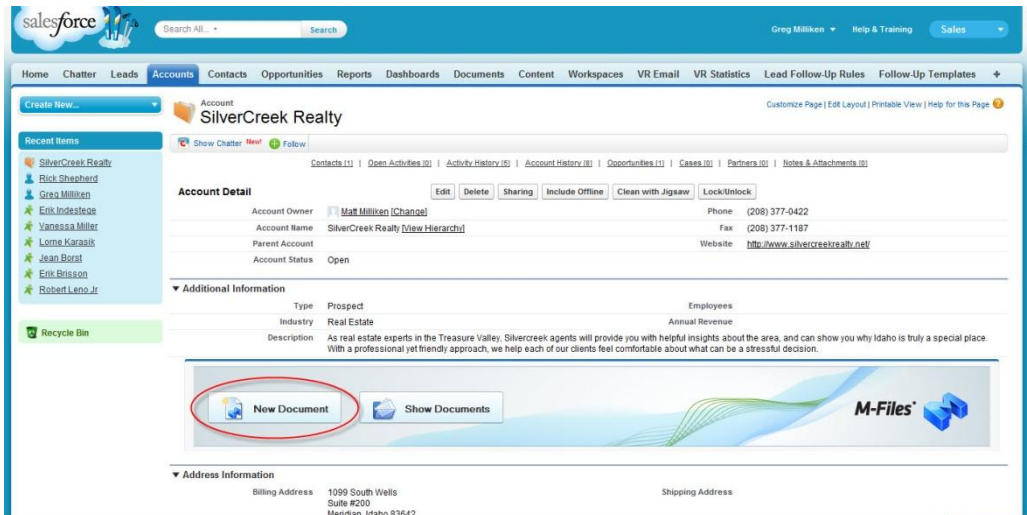 salesforce
Search All... Search Greg Milliken Help & Training Sales
Home Chatter Leads Accounts Contacts Opportunities Reports Dashboards Documents Content Workspaces VR Email VR Statistics Lead Follow-Up Rules Follow-Up Templates +
Create New...
Account
SilverCreek Realty
Customize Page | Edit Layout | Printable View | Help for this Page ?
Recent Items
SilverCreek Realty
Rick Shepherd
Greg Milliken
Erik Indestege
Vanessa Miller
Lorne Karasik
Jean Borst
Erik Brisson
Robert Leno Jr
Recycle Bin
Show Chatter New! Follow
Contacts [1] | Open Activities [0] | Activity History [5] | Account History [8] | Opportunities [1] | Cases [0] | Partners [0] | Notes & Attachments [0]
Account Detail Edit Delete Sharing Include Offline Clean with Jigsaw Lock/Unlock
Account Owner Matt Milliken [Change] Phone (208) 377-0422
Account Name SilverCreek Realty [View Hierarchy] Fax (208) 377-1187
Parent Account Website http://www.silvercreekrealty.net/
Account Status Open
Additional Information
Type Prospect Employees
Industry Real Estate Annual Revenue
Description As real estate experts in the Treasure Valley, Silvercreek agents will provide you with helpful insights about the area, and can show you why Idaho is truly a special place.
With a professional yet friendly approach, we help each of our clients feel comfortable about what can be a stressful decision.
New Document Show Documents M-Files
Address Information
Billing Address 1099 South Wells Shipping Address
Suite #200
Meridian, Idaho 83642